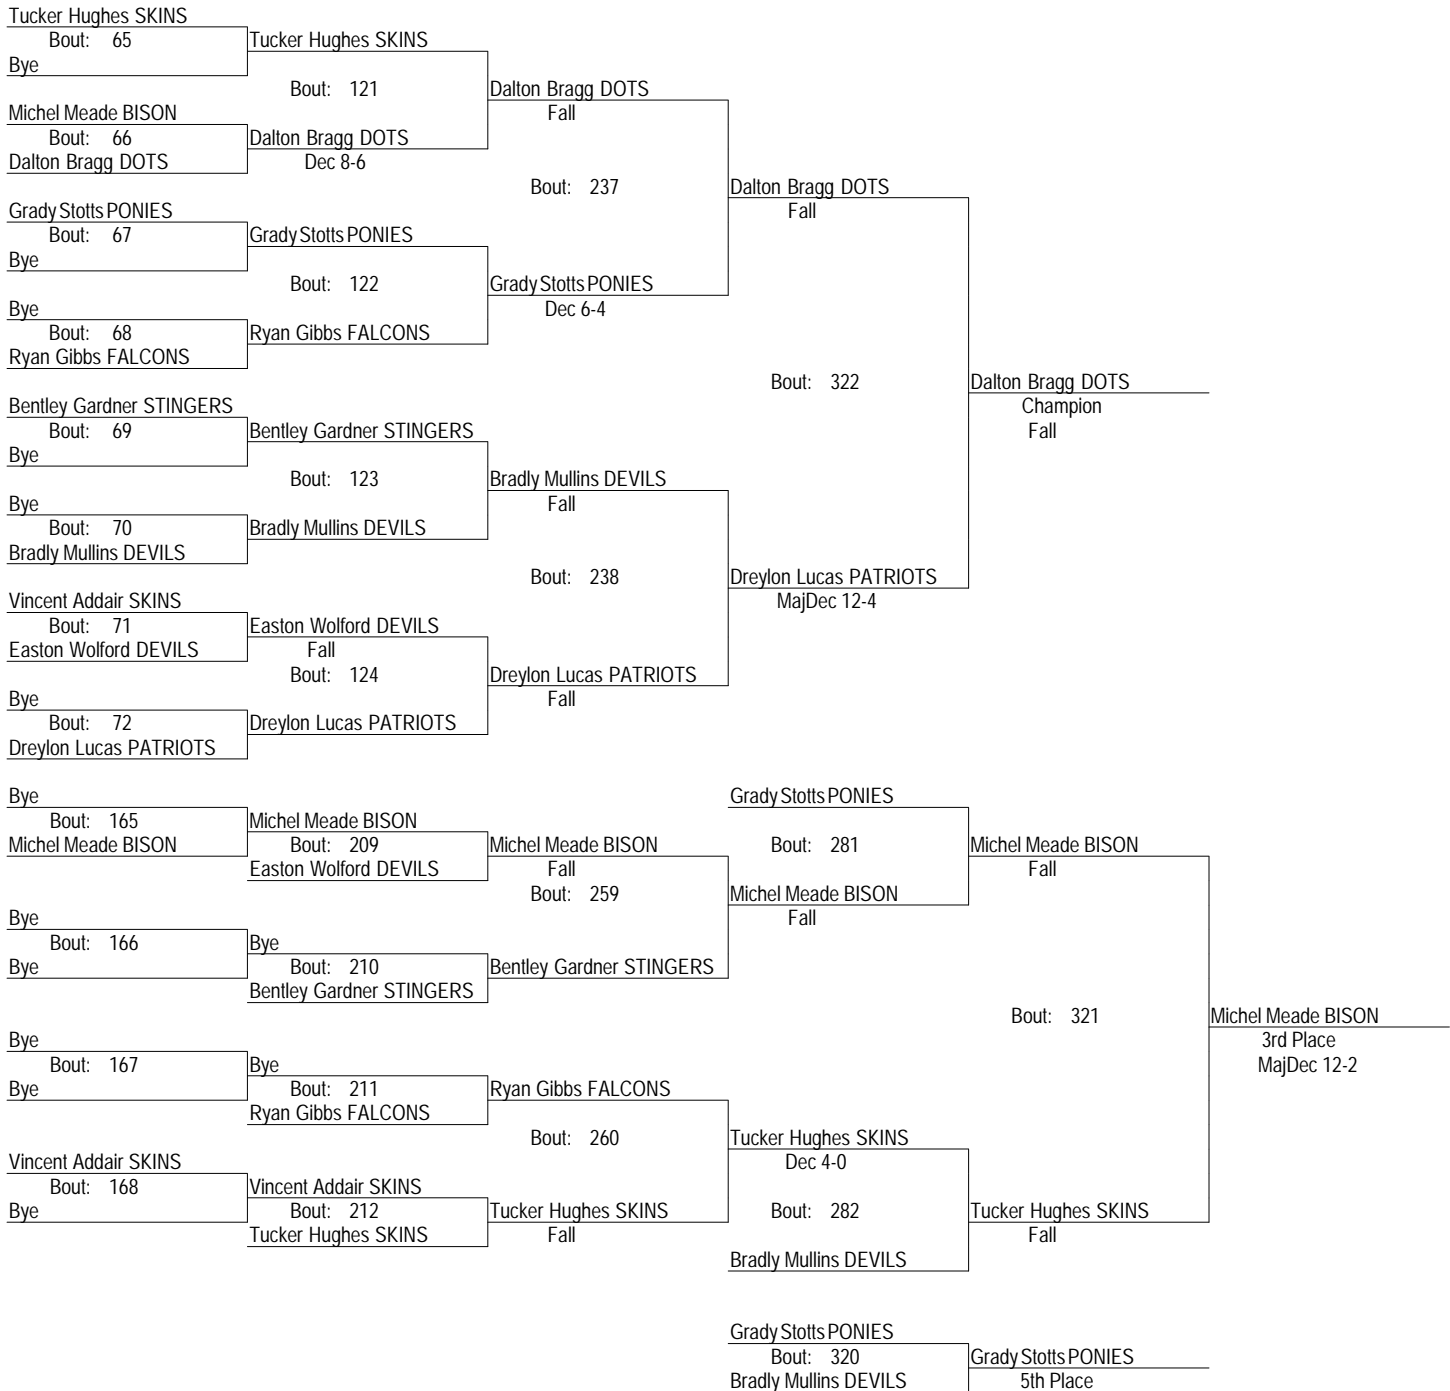 Tucker Hughes SKINS
Bout: 65
Tucker Hughes SKINS
Bye
Bout: 121
Dalton Bragg DOTS
Michel Meade BISON
Fall
Bout: 66
Dalton Bragg DOTS
Dalton Bragg DOTS
Dec 8-6
Bout: 237
Dalton Bragg DOTS
Grady Stotts PONIES
Fall
Bout: 67
Grady Stotts PONIES
Bye
Bout: 122
Grady Stotts PONIES
Bye
Dec 6-4
Bout: 68
Ryan Gibbs FALCONS
Ryan Gibbs FALCONS
Bout: 322
Dalton Bragg DOTS
Bentley Gardner STINGERS
Champion
Bout: 69
Bentley Gardner STINGERS
Fall
Bye
Bout: 123
Bradly Mullins DEVILS
Bye
Fall
Bout: 70
Bradly Mullins DEVILS
Bradly Mullins DEVILS
Bout: 238
Dreylon Lucas PATRIOTS
Vincent Addair SKINS
MajDec 12-4
Bout: 71
Easton Wolford DEVILS
Easton Wolford DEVILS
Fall
Bout: 124
Dreylon Lucas PATRIOTS
Bye
Fall
Bout: 72
Dreylon Lucas PATRIOTS
Dreylon Lucas PATRIOTS
Bye
Grady Stotts PONIES
Bout: 165
Michel Meade BISON
Michel Meade BISON
Bout: 209
Michel Meade BISON
Bout: 281
Michel Meade BISON
Easton Wolford DEVILS
Fall
Fall
Bout: 259
Michel Meade BISON
Bye
Fall
Bout: 166
Bye
Bye
Bout: 210
Bentley Gardner STINGERS
Bentley Gardner STINGERS
Bout: 321
Michel Meade BISON
Bye
3rd Place
Bout: 167
Bye
MajDec 12-2
Bye
Bout: 211
Ryan Gibbs FALCONS
Ryan Gibbs FALCONS
Bout: 260
Tucker Hughes SKINS
Vincent Addair SKINS
Dec 4-0
Bout: 168
Vincent Addair SKINS
Bye
Bout: 212
Tucker Hughes SKINS
Bout: 282
Tucker Hughes SKINS
Tucker Hughes SKINS
Fall
Fall
Bradly Mullins DEVILS
Grady Stotts PONIES
Bout: 320
Grady Stotts PONIES
Bradly Mullins DEVILS
5th Place